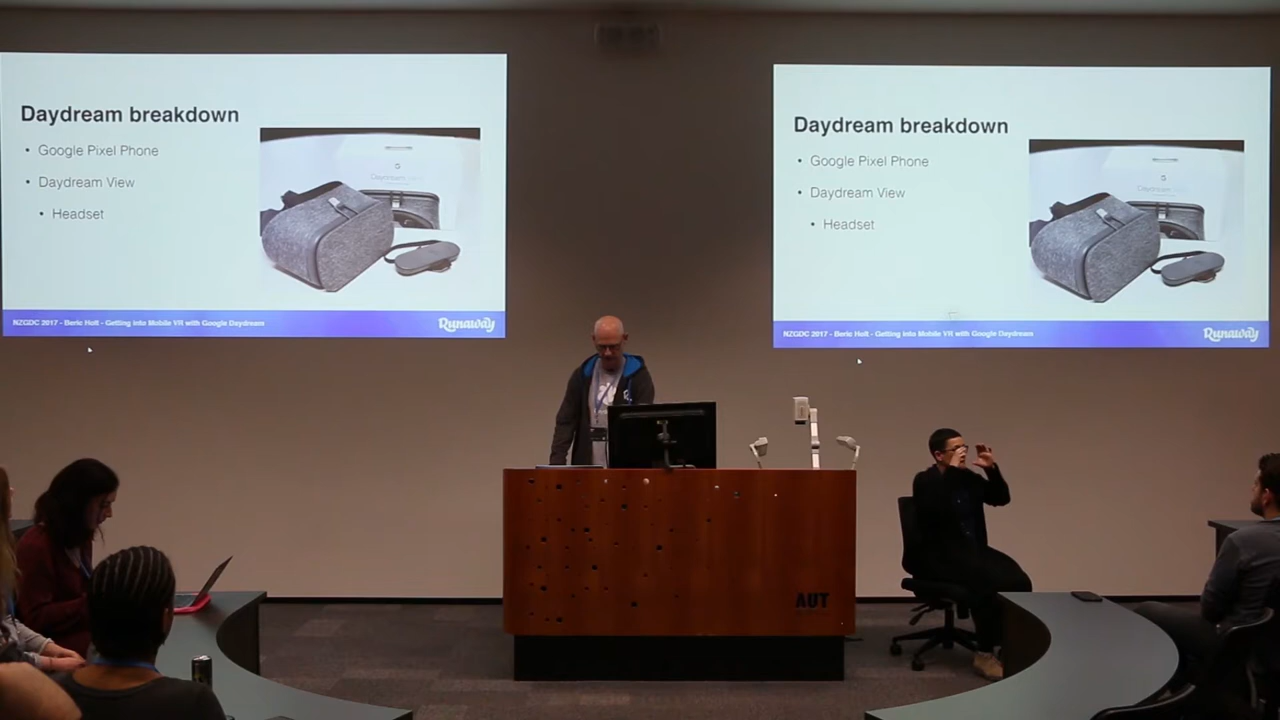 Daydream breakdown
• Google Pixel Phone
• Daydream View
• Headset
Daydream
NZGDC 2017 - Beric Holt - Getting into Mobile VR with Google Daydream
Runaway
Daydream breakdown
• Google Pixel Phone
• Daydream View
• Headset
Daydream
NZGDC 2017 - Beric Holt - Getting into Mobile VR with Google Daydream
Runaway
AUT